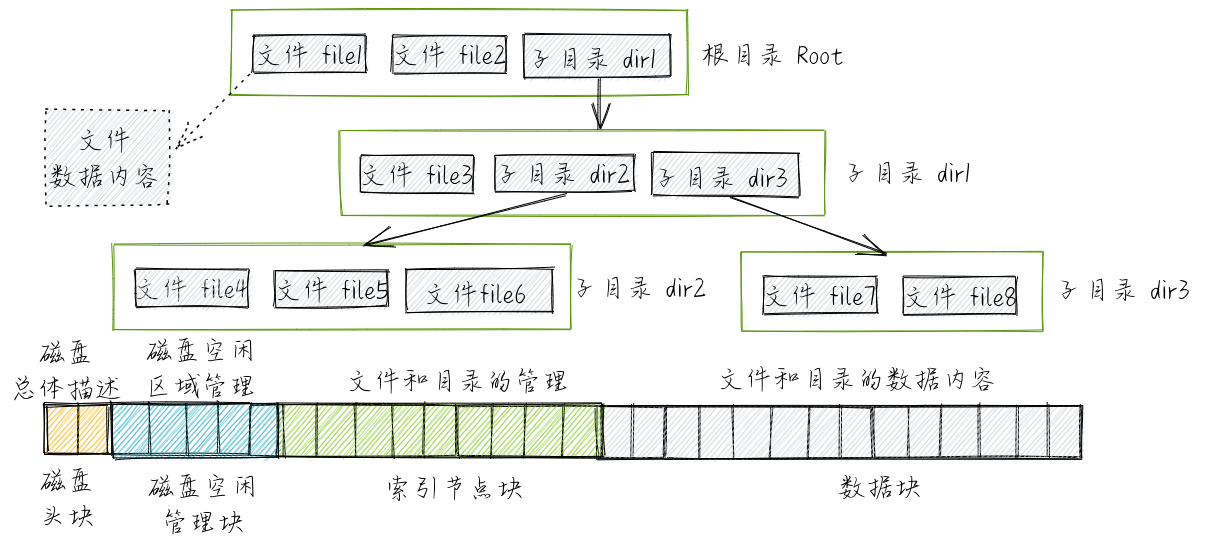 文件 file1
文件 file2
子目录 dir1
根目录 Root
文件
数据内容
文件 file3
子目录 dir2
子目录 dir3
子目录 dir1
文件 file4
文件 file5
文件file6
子目录 dir2
文件 file7
文件 file8
子目录 dir3
磁盘
总体描述
磁盘空闲
区域管理
文件和目录的管理
文件和目录的数据内容
磁盘
头块
磁盘空闲
管理块
索引节点块
数据块